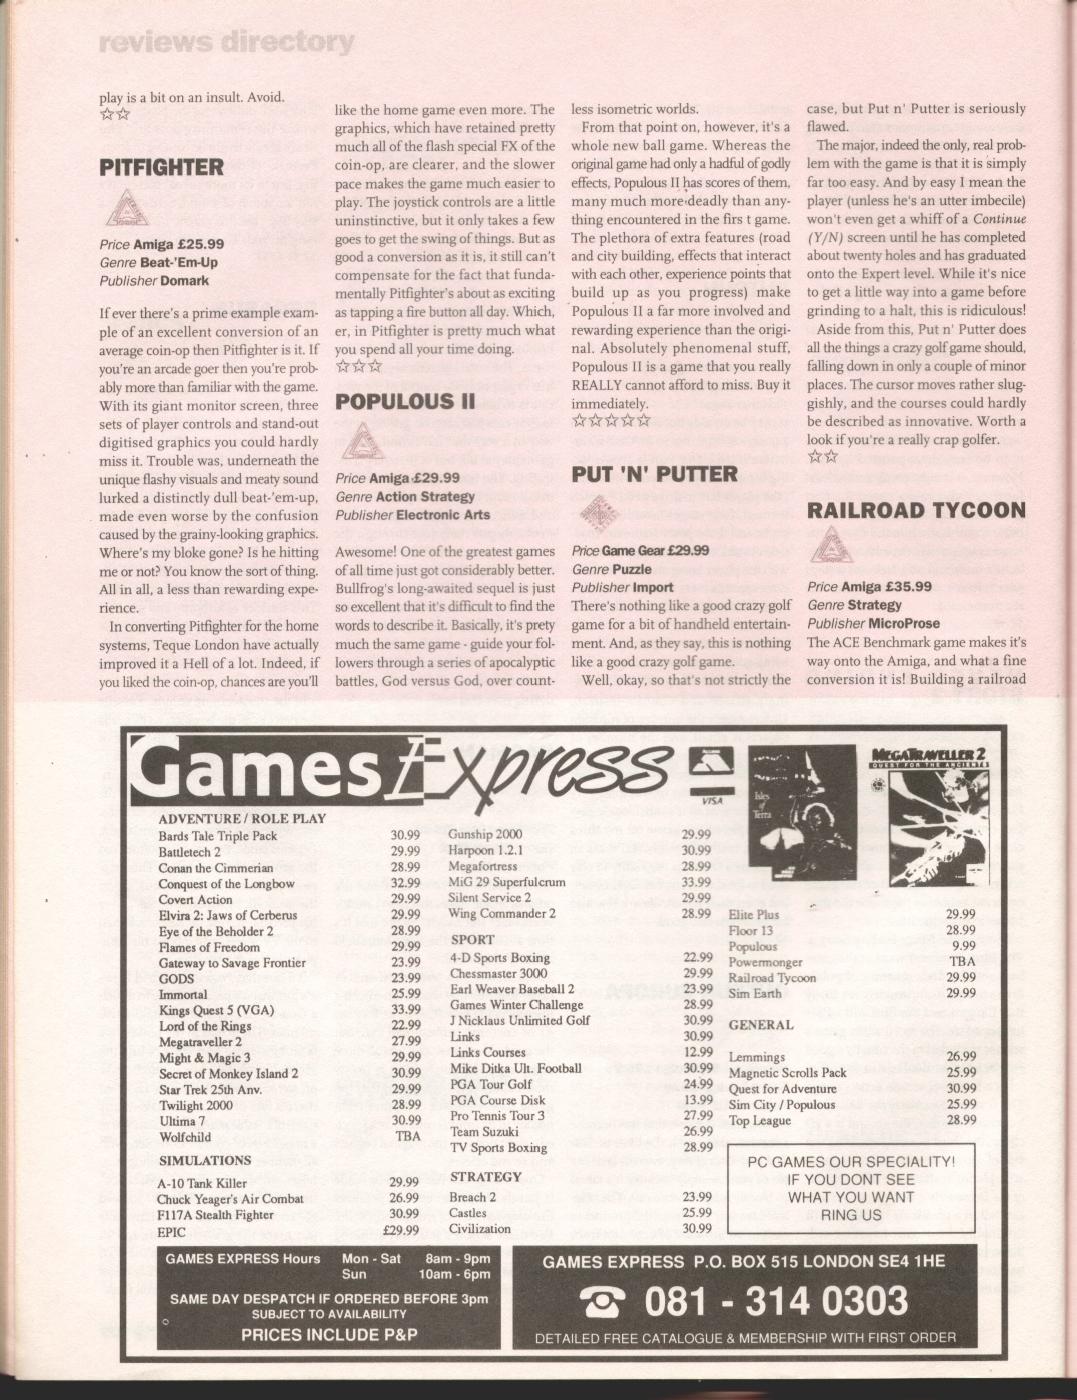 reviews directory
play is a bit on an insult. Avoid.
☆☆
PITFIGHTER
Price Amiga £25.99
Genre Beat-'Em-Up
Publisher Domark
If ever there's a prime example exam-
ple of an excellent conversion of an
average coin-op then Pitfighter is it. If
you're an arcade goer then you're prob-
ably more than familiar with the game.
With its giant monitor screen, three
sets of player controls and stand-out
digitised graphics you could hardly
miss it. Trouble was, underneath the
unique flashy visuals and meaty sound
lurked a distinctly dull beat-'em-up,
made even worse by the confusion
caused by the grainy-looking graphics.
Where's my bloke gone? Is he hitting
me or not? You know the sort of thing.
All in all, a less than rewarding expe-
rience.
In converting Pitfighter for the home
systems, Teque London have actually
improved it a Hell of a lot. Indeed, if
you liked the coin-op, chances are you'll
like the home game even more. The
graphics, which have retained pretty
much all of the flash special FX of the
coin-op, are clearer, and the slower
pace makes the game much easier to
play. The joystick controls are a little
uninstinctive, but it only takes a few
goes to get the swing of things. But as
good a conversion as it is, it still can't
compensate for the fact that funda-
mentally Pitfighter's about as exciting
as tapping a fire button all day. Which,
er, in Pitfighter is pretty much what
you spend all your time doing.
☆☆☆
POPULOUS II
Price Amiga £29.99
Genre Action Strategy
Publisher Electronic Arts
Awesome! One of the greatest games
of all time just got considerably better.
Bullfrog's long-awaited sequel is just
so excellent that it's difficult to find the
words to describe it. Basically, it's prety
much the same game - guide your fol-
lowers through a series of apocalyptic
battles, God versus God, over count-
less isometric worlds.
From that point on, however, it's a
whole new ball game. Whereas the
original game had only a hadful of godly
effects, Populous II has scores of them,
many much more deadly than any-
thing encountered in the firs t game.
The plethora of extra features (road
and city building, effects that interact
with each other, experience points that
build up as you progress) make
Populous II a far more involved and
rewarding experience than the origi-
nal. Absolutely phenomenal stuff,
Populous II is a game that you really
REALLY cannot afford to miss. Buy it
immediately.
☆☆☆☆☆
PUT 'N' PUTTER
Price Game Gear £29.99
Genre Puzzle
Publisher Import
There's nothing like a good crazy golf
game for a bit of handheld entertain-
ment. And, as they say, this is nothing
like a good crazy golf game.
Well, okay, so that's not strictly the
case, but Put n' Putter is seriously
flawed.
The major, indeed the only, real prob-
lem with the game is that it is simply
far too easy. And by easy I mean the
player (unless he's an utter imbecile)
won't even get a whiff of a Continue
(Y/N) screen until he has completed
about twenty holes and has graduated
onto the Expert level. While it's nice
to get a little way into a game before
grinding to a halt, this is ridiculous!
Aside from this, Put n' Putter does
all the things a crazy golf game should,
falling down in only a couple of minor
places. The cursor moves rather slug-
gishly, and the courses could hardly
be described as innovative. Worth a
look if you're a really crap golfer.
☆☆
RAILROAD TYCOON
Price Amiga £35.99
Genre Strategy
Publisher MicroProse
The ACE Benchmark game makes it's
way onto the Amiga, and what a fine
conversion it is! Building a railroad
Games Express
VISA
Isles
of
Terra
MEGATRAVELLER 2
QUEST FOR THE ANCIENTS
ADVENTURE / ROLE PLAY
Bards Tale Triple Pack 30.99
Battletech 2 29.99
Conan the Cimmerian 28.99
Conquest of the Longbow 32.99
Covert Action 29.99
Elvira 2: Jaws of Cerberus 29.99
Eye of the Beholder 2 28.99
Flames of Freedom 29.99
Gateway to Savage Frontier 23.99
GODS 23.99
Immortal 25.99
Kings Quest 5 (VGA) 33.99
Lord of the Rings 22.99
Megatraveller 2 27.99
Might & Magic 3 29.99
Secret of Monkey Island 2 30.99
Star Trek 25th Anv. 29.99
Twilight 2000 28.99
Ultima 7 30.99
Wolfchild TBA
SIMULATIONS
A-10 Tank Killer 29.99
Chuck Yeager's Air Combat 26.99
F117A Stealth Fighter 30.99
EPIC £29.99
Gunship 2000 29.99
Harpoon 1.2.1 30.99
Megafortress 28.99
MiG 29 Superfulcrum 33.99
Silent Service 2 29.99
Wing Commander 2 28.99
SPORT
4-D Sports Boxing 22.99
Chessmaster 3000 29.99
Earl Weaver Baseball 2 23.99
Games Winter Challenge 28.99
J Nicklaus Unlimited Golf 30.99
Links 30.99
Links Courses 12.99
Mike Ditka Ult. Football 30.99
PGA Tour Golf 24.99
PGA Course Disk 13.99
Pro Tennis Tour 3 27.99
Team Suzuki 26.99
TV Sports Boxing 28.99
STRATEGY
Breach 2 23.99
Castles 25.99
Civilization 30.99
Elite Plus 29.99
Floor 13 28.99
Populous 9.99
Powermonger TBA
Railroad Tycoon 29.99
Sim Earth 29.99
GENERAL
Lemmings 26.99
Magnetic Scrolls Pack 25.99
Quest for Adventure 30.99
Sim City / Populous 25.99
Top League 28.99
PC GAMES OUR SPECIALITY!
IF YOU DONT SEE
WHAT YOU WANT
RING US
GAMES EXPRESS Hours Mon - Sat 8am - 9pm
Sun 10am - 6pm
SAME DAY DESPATCH IF ORDERED BEFORE 3pm
SUBJECT TO AVAILABILITY
PRICES INCLUDE P&P
GAMES EXPRESS P.O. BOX 515 LONDON SE4 1HE
☎ 081 - 314 0303
DETAILED FREE CATALOGUE & MEMBERSHIP WITH FIRST ORDER